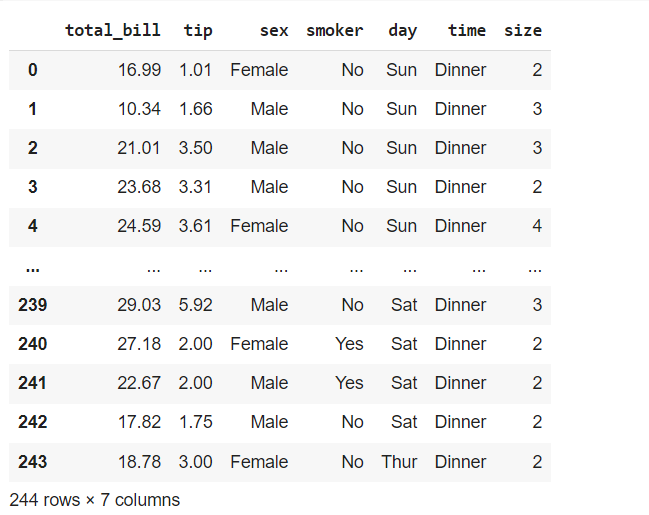 total_bill tip sex smoker day time size
0 16.99 1.01 Female No Sun Dinner 2
1 10.34 1.66 Male No Sun Dinner 3
2 21.01 3.50 Male No Sun Dinner 3
3 23.68 3.31 Male No Sun Dinner 2
4 24.59 3.61 Female No Sun Dinner 4
... ... ... ... ... ... ... ...
239 29.03 5.92 Male No Sat Dinner 3
240 27.18 2.00 Female Yes Sat Dinner 2
241 22.67 2.00 Male Yes Sat Dinner 2
242 17.82 1.75 Male No Sat Dinner 2
243 18.78 3.00 Female No Thur Dinner 2
244 rows × 7 columns